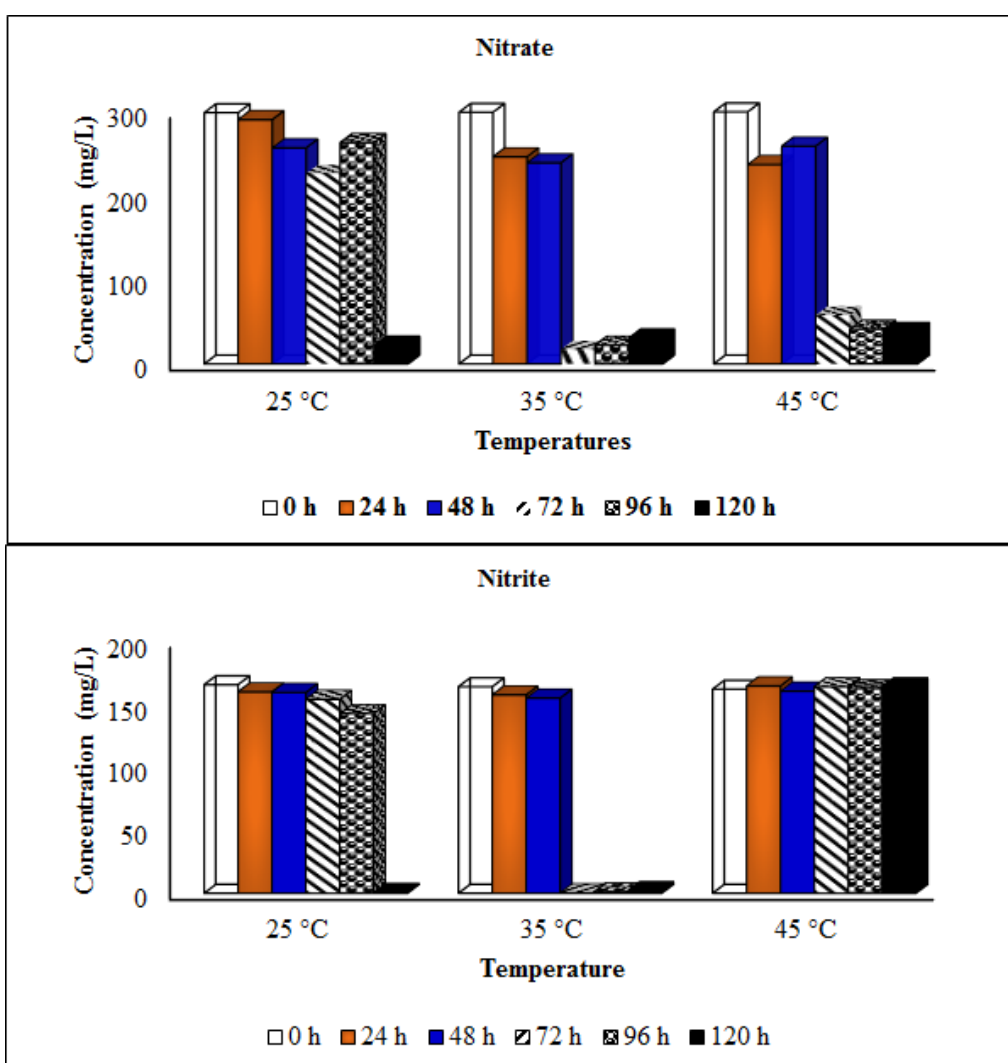 Nitrate
Concentration (mg/L)
300
200
100
0
25 °C 35 °C 45 °C
Temperatures
0 h 24 h 48 h 72 h 96 h 120 h
Nitrite
Concentration (mg/L)
200
150
100
50
0
25 °C 35 °C 45 °C
Temperature
0 h 24 h 48 h 72 h 96 h 120 h